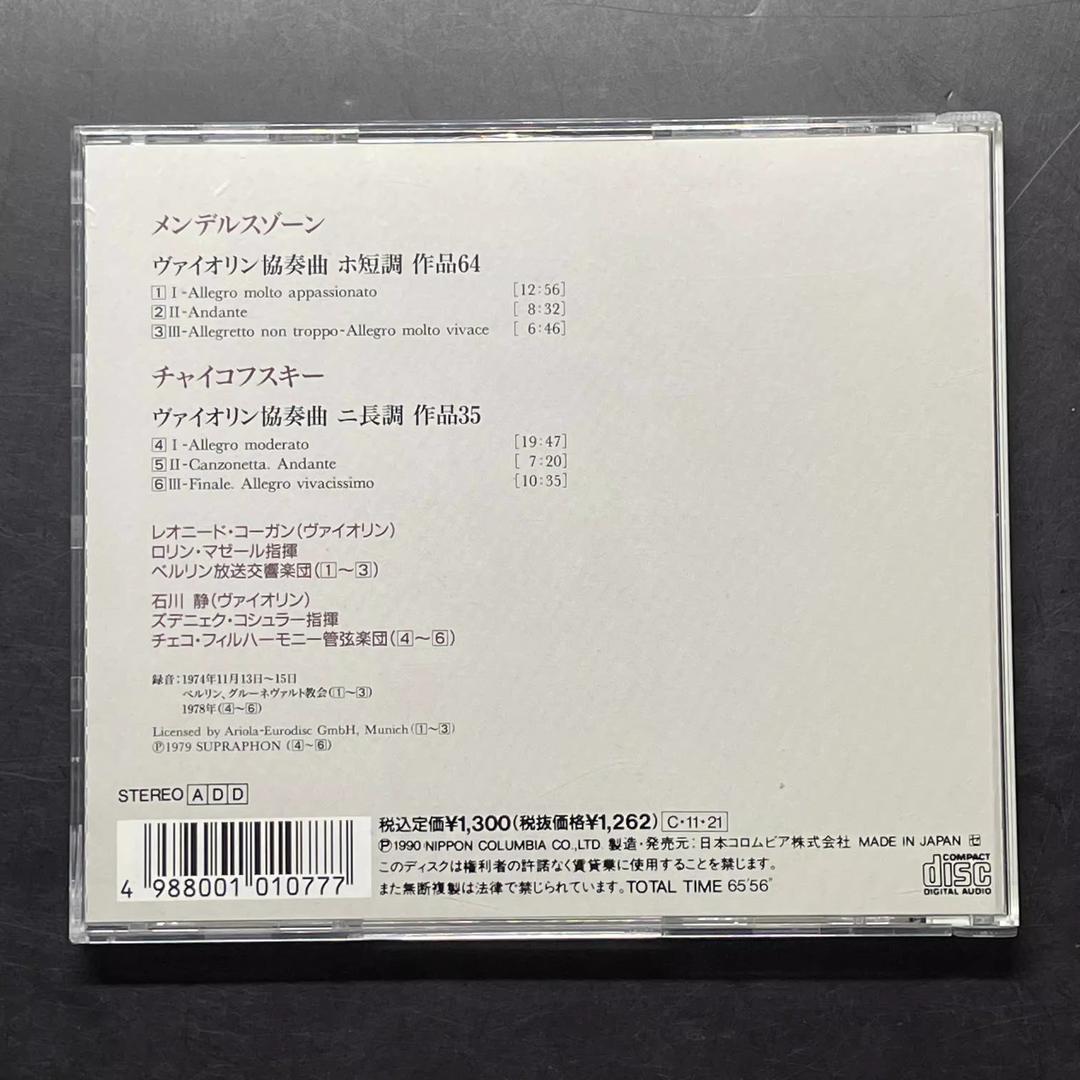 メンデルスゾーン
ヴァイオリン協奏曲 ホ短調 作品64
1 I-Allegro molto appassionato [12:56]
2 II-Andante [ 8:32]
3 III-Allegretto non troppo-Allegro molto vivace [ 6:46]
チャイコフスキー
ヴァイオリン協奏曲 ニ長調 作品35
4 I-Allegro moderato [19:47]
5 II-Canzonetta. Andante [ 7:20]
6 III-Finale. Allegro vivacissimo [10:35]
レオニード・コーガン(ヴァイオリン)
ロリン・マゼール指揮
ベルリン放送交響楽団(1〜3)
石川 静(ヴァイオリン)
ズデニェク・コシュラー指揮
チェコ・フィルハーモニー管弦楽団(4〜6)
録音:1974年11月13日〜15日
ベルリン、グルーネヴァルト教会(1〜3)
1978年(4〜6)
Licensed by Ariola-Eurodisc GmbH, Munich(1〜3)
℗1979 SUPRAPHON (4〜6)
STEREO ADD
税込定価¥1,300(税抜価格¥1,262) C・11・21
℗1990 NIPPON COLUMBIA CO.,LTD. 製造・発売元:日本コロムビア株式会社 MADE IN JAPAN セ
このディスクは権利者の許諾なく賃貸業に使用することを禁じます。
また無断複製は法律で禁じられています。TOTAL TIME 65'56"
COMPACT
disc
DIGITAL AUDIO
4 988001 010777